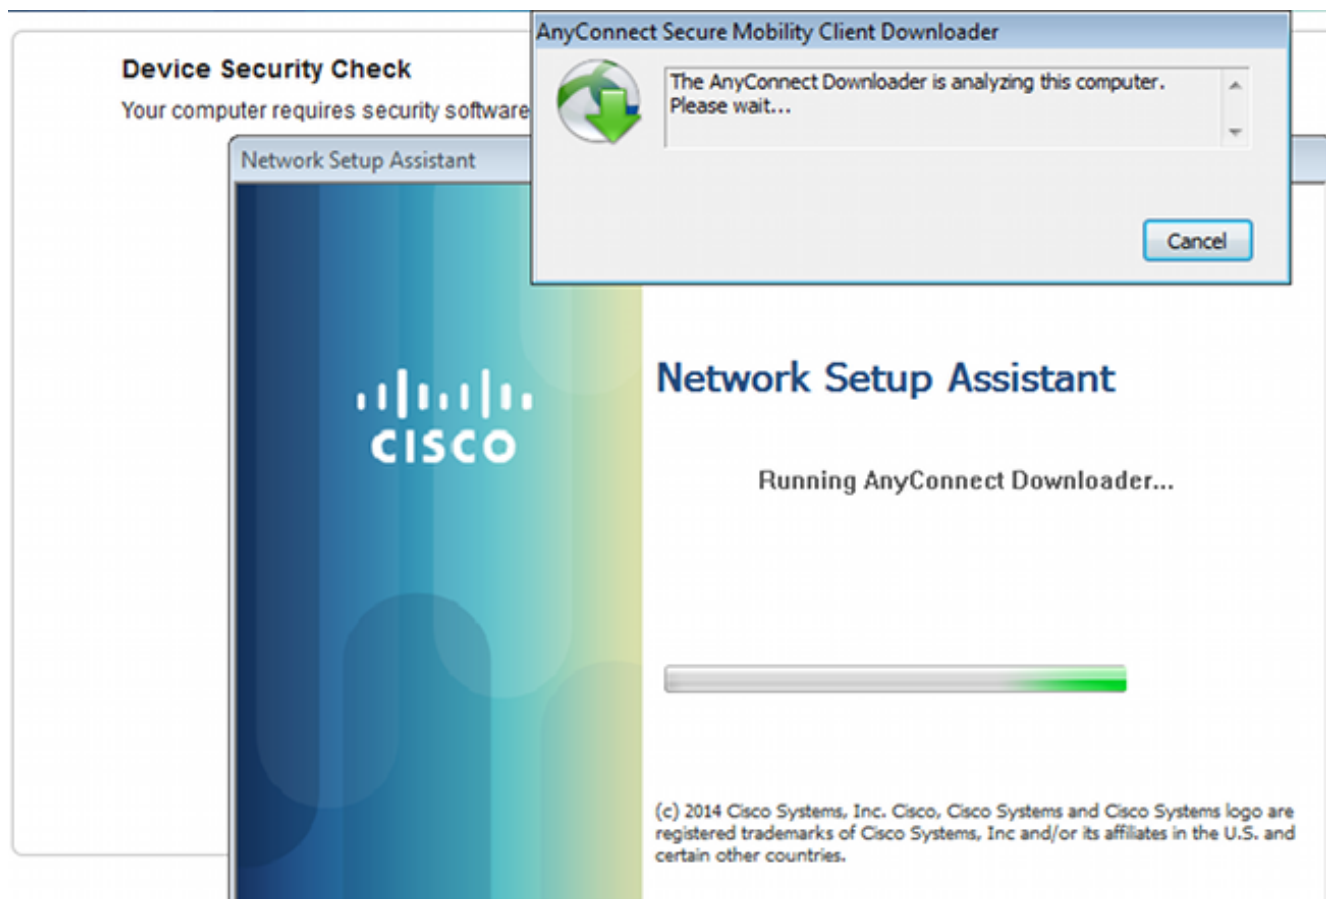 AnyConnect Secure Mobility Client Downloader
The AnyConnect Downloader is analyzing this computer.
Please wait...
Cancel
Device Security Check
Your computer requires security software
Network Setup Assistant
CISCO
Network Setup Assistant
Running AnyConnect Downloader...
(c) 2014 Cisco Systems, Inc. Cisco, Cisco Systems and Cisco Systems logo are
registered trademarks of Cisco Systems, Inc and/or its affiliates in the U.S. and
certain other countries.